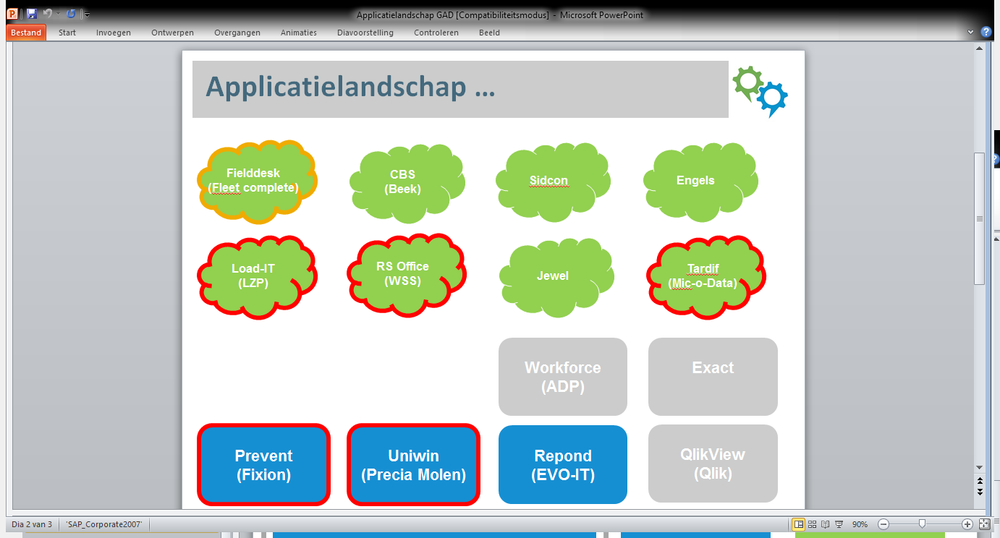 Applicatielandschap GAD [Compatibiliteitsmodus] - Microsoft PowerPoint
Bestand Start Invoegen Ontwerpen Overgangen Animaties Diavoorstelling Controleren Beeld
Applicatielandschap ...
Fielddesk
(Fleet complete)
CBS
(Beek)
Sidcon
Engels
Load-IT
(LZP)
RS Office
(WSS)
Jewel
Tardif
(Mic-o-Data)
Workforce
(ADP)
Exact
Prevent
(Fixion)
Uniwin
(Precia Molen)
Repond
(EVO-IT)
QlikView
(Qlik)
Dia 2 van 3 'SAP_Corporate2007' 90%